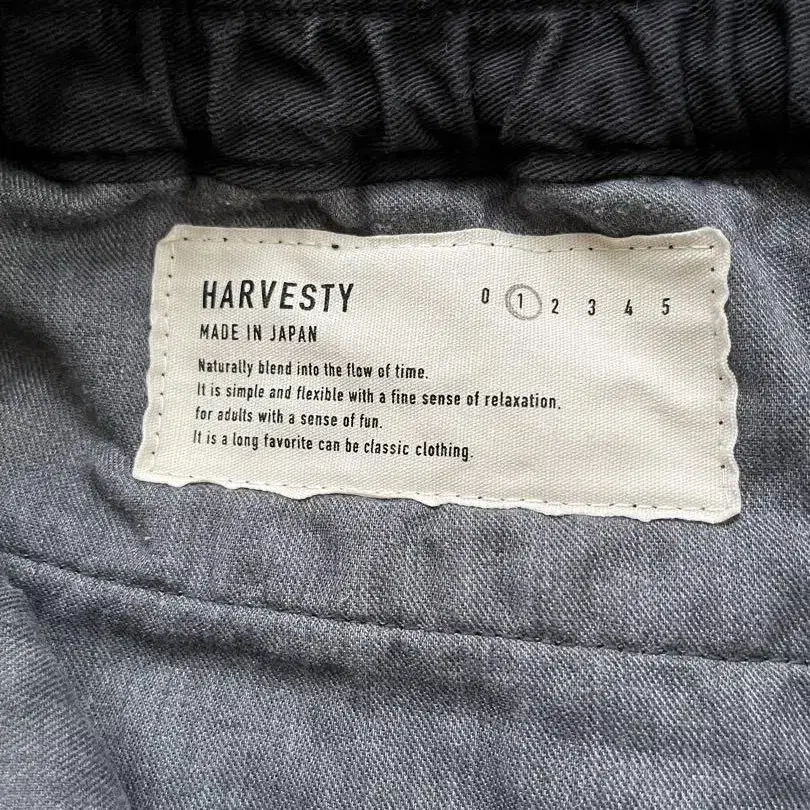 HARVESTY
0 1 2 3 4 5
MADE IN JAPAN
Naturally blend into the flow of time.
It is simple and flexible with a fine sense of relaxation.
for adults with a sense of fun.
It is a long favorite can be classic clothing.